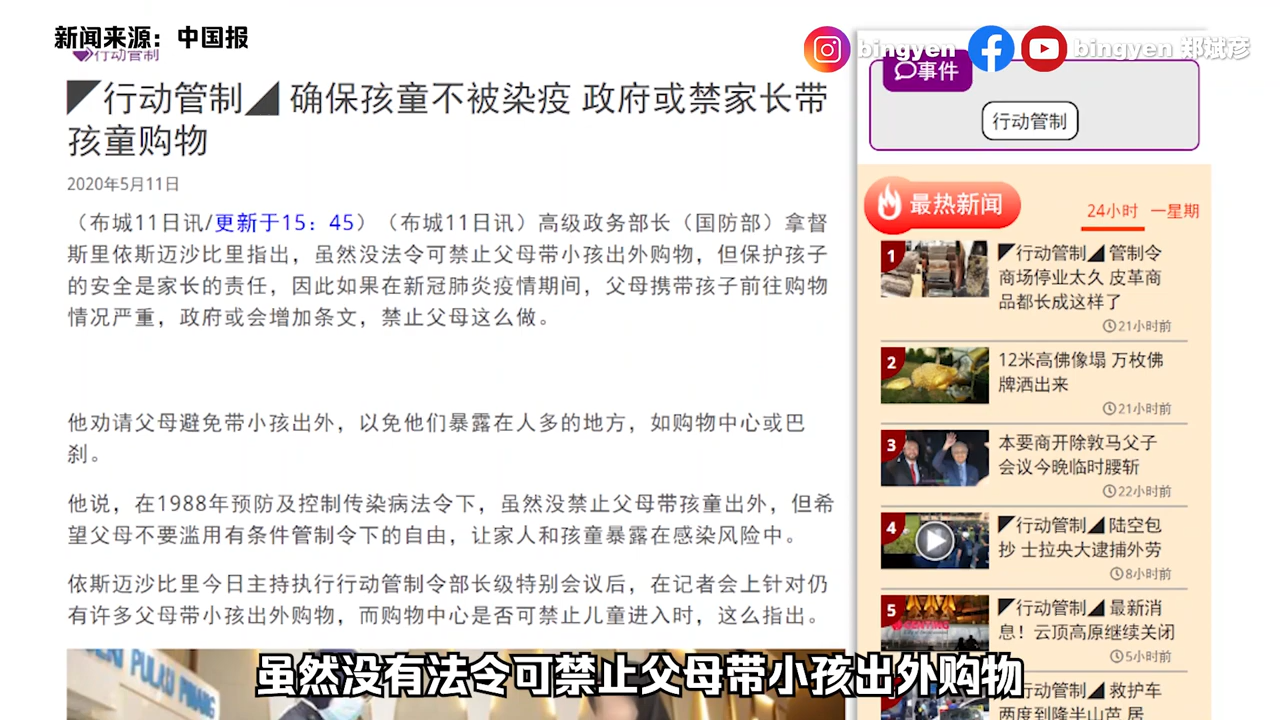 新闻来源：中国报
行动管制
◤行动管制◢ 确保孩童不被染疫 政府或禁家长带
孩童购物
2020年5月11日
（布城11日讯/更新于15：45）（布城11日讯）高级政务部长（国防部）拿督
斯里依斯迈沙比里指出，虽然没法令可禁止父母带小孩出外购物，但保护孩子
的安全是家长的责任，因此如果在新冠肺炎疫情期间，父母携带孩子前往购物
情况严重，政府或会增加条文，禁止父母这么做。
他劝请父母避免带小孩出外，以免他们暴露在人多的地方，如购物中心或巴
刹。
他说，在1988年预防及控制传染病法令下，虽然没禁止父母带孩童出外，但希
望父母不要滥用有条件管制令下的自由，让家人和孩童暴露在感染风险中。
依斯迈沙比里今日主持执行行动管制令部长级特别会议后，在记者会上针对仍
有许多父母带小孩出外购物，而购物中心是否可禁止儿童进入时，这么指出。
PULAU PINANG
虽然没有法令可禁止父母带小孩出外购物
bingyen
bingyen 郑斌彦
事件
行动管制
最热新闻
24小时 一星期
1
◤行动管制◢ 管制令
商场停业太久 皮革商
品都长成这样了
21小时前
2
12米高佛像塌 万枚佛
牌洒出来
21小时前
3
本要商开除敦马父子
会议今晚临时腰斩
22小时前
4
◤行动管制◢ 陆空包
抄 士拉央大逮捕外劳
8小时前
5
GENTING
◤行动管制◢ 最新消
息！云顶高原继续关闭
5小时前
行动管制◢ 救护车
两度到隆半山芭 居